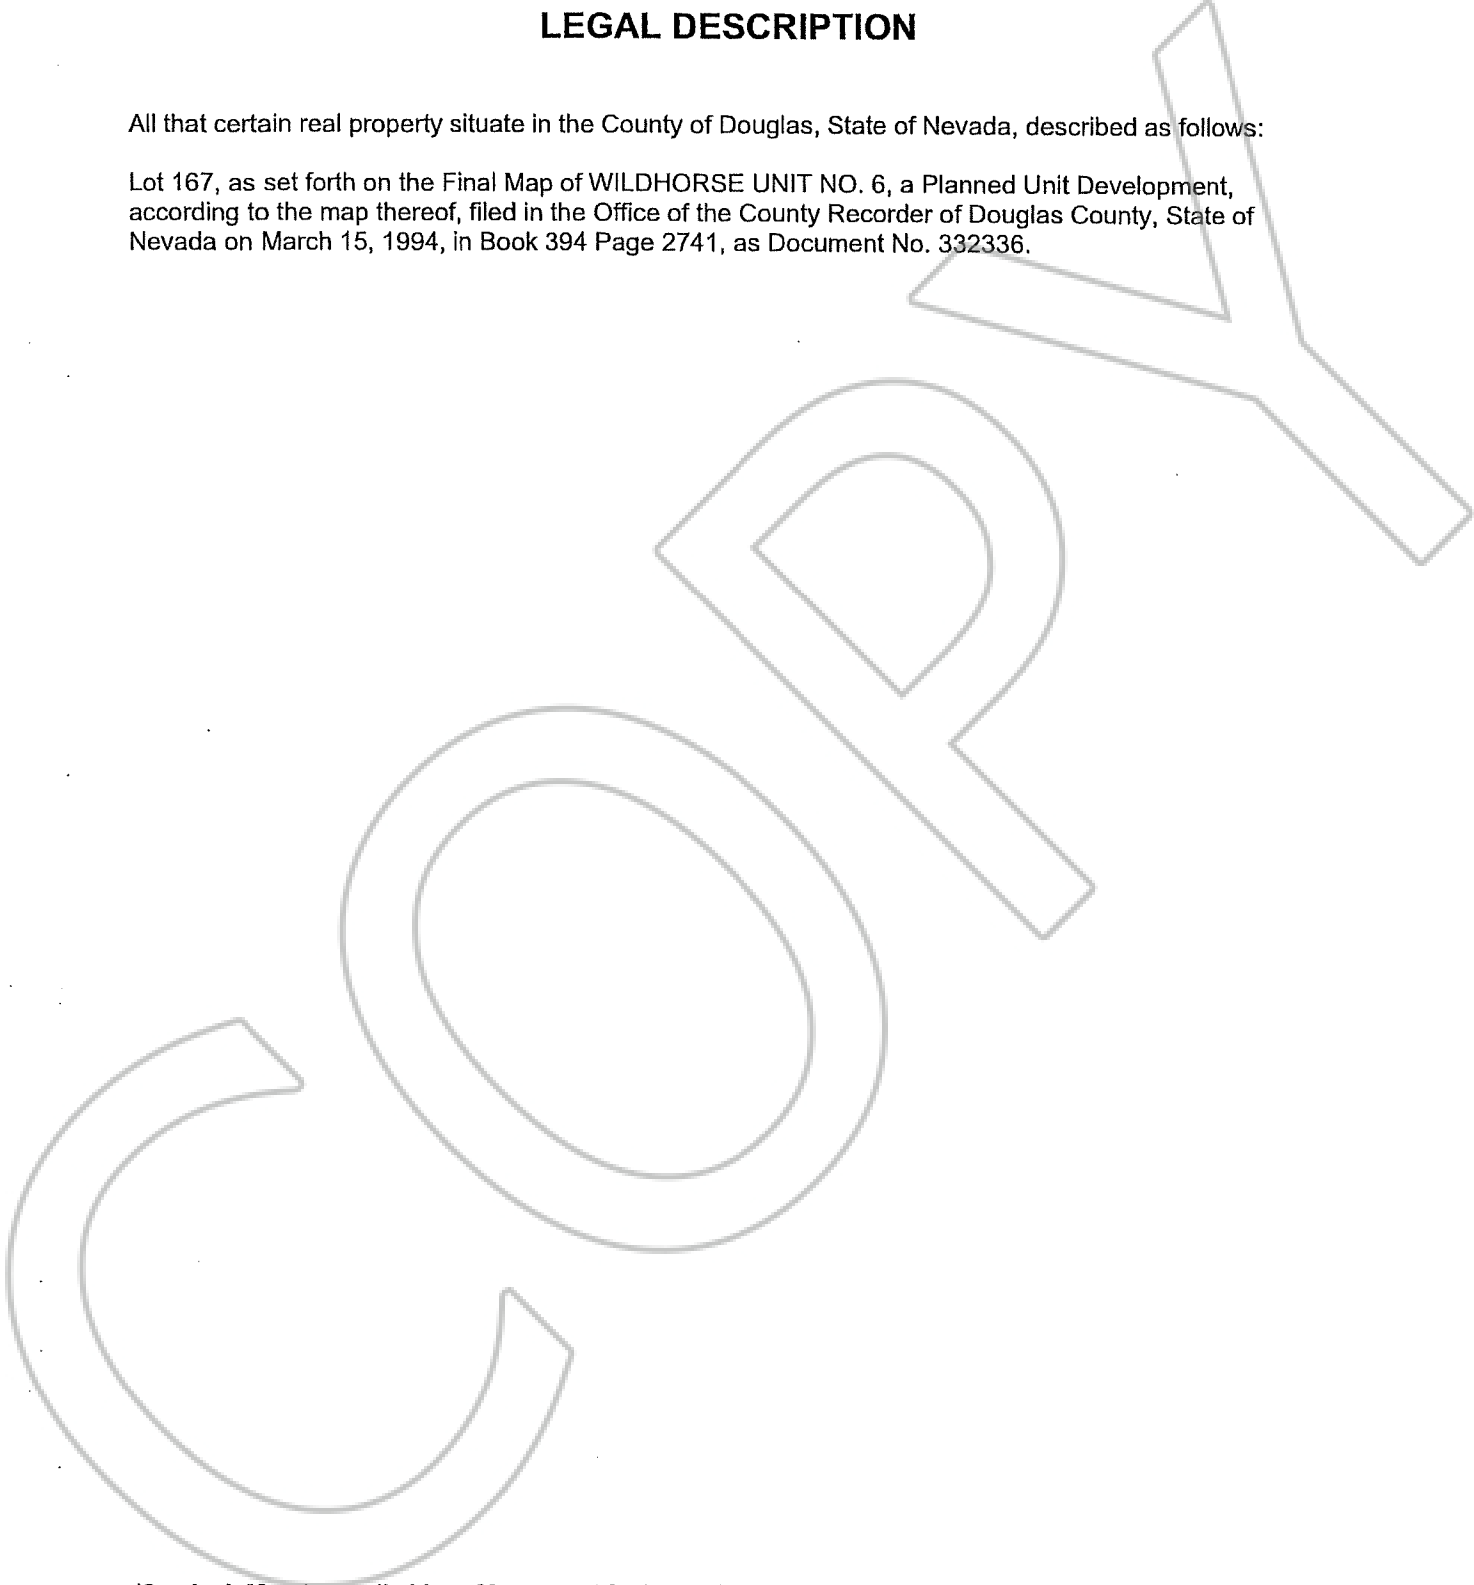 LEGAL DESCRIPTION
All that certain real property situate in the County of Douglas, State of Nevada, described as follows:
Lot 167, as set forth on the Final Map of WILDHORSE UNIT NO. 6, a Planned Unit Development,
according to the map thereof, filed in the Office of the County Recorder of Douglas County, State of
Nevada on March 15, 1994, in Book 394 Page 2741, as Document No. 332336.
COPY